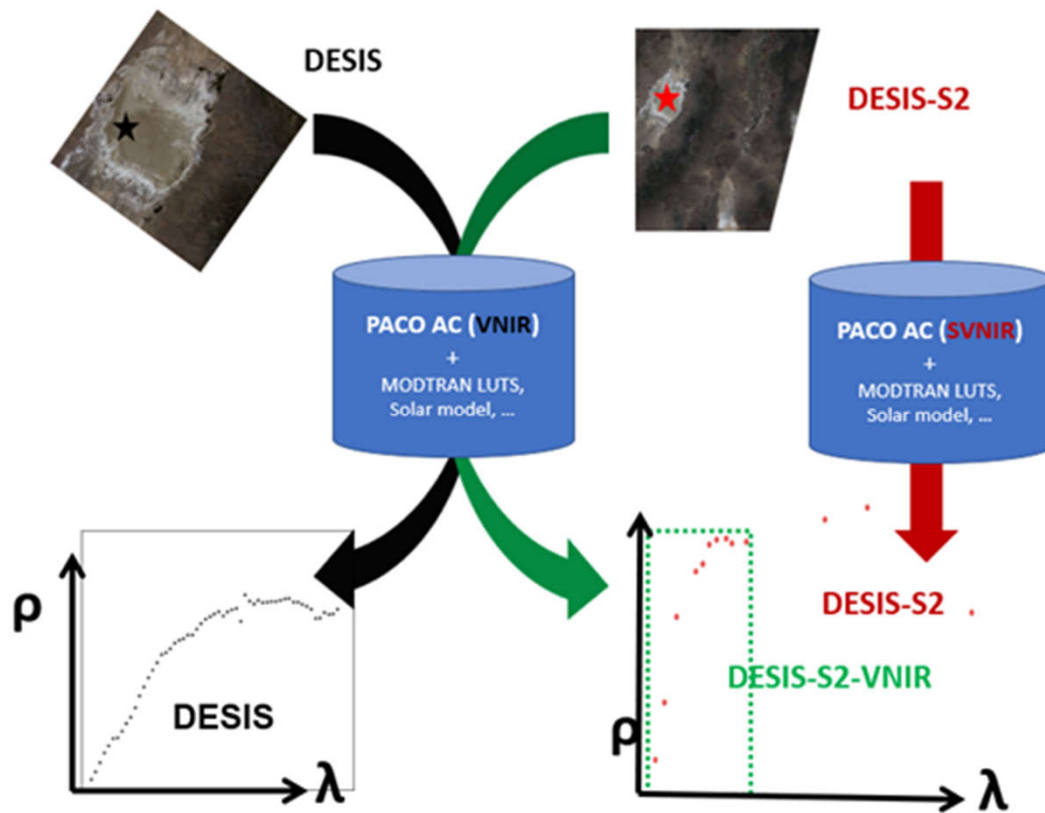 DESIS
DESIS-S2
PACO AC (VNIR)
+
MODTRAN LUTS,
Solar model, ...
PACO AC (SVNIR)
+
MODTRAN LUTS,
Solar model, ...
ρ
DESIS
λ
DESIS-S2
DESIS-S2-VNIR
ρ
λ